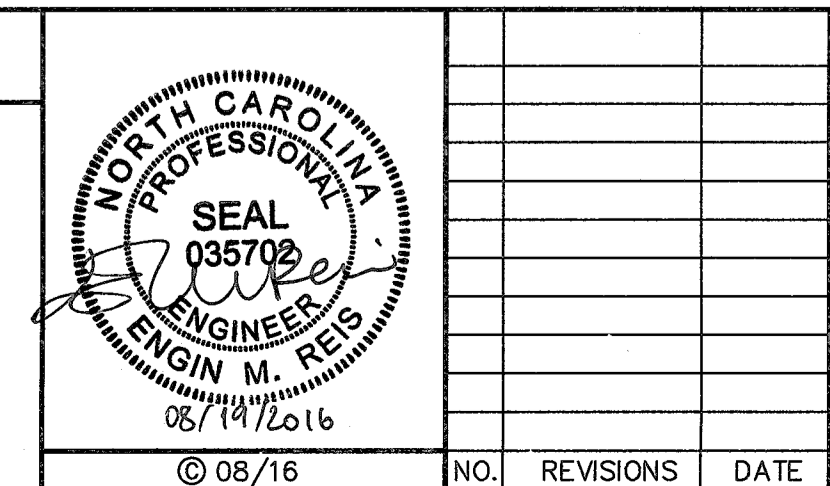 NORTH CAROLINA
PROFESSIONAL
SEAL
035702
ENGINEER
ENGIN M. REIS
08/19/2016
© 08/16
NO. REVISIONS DATE